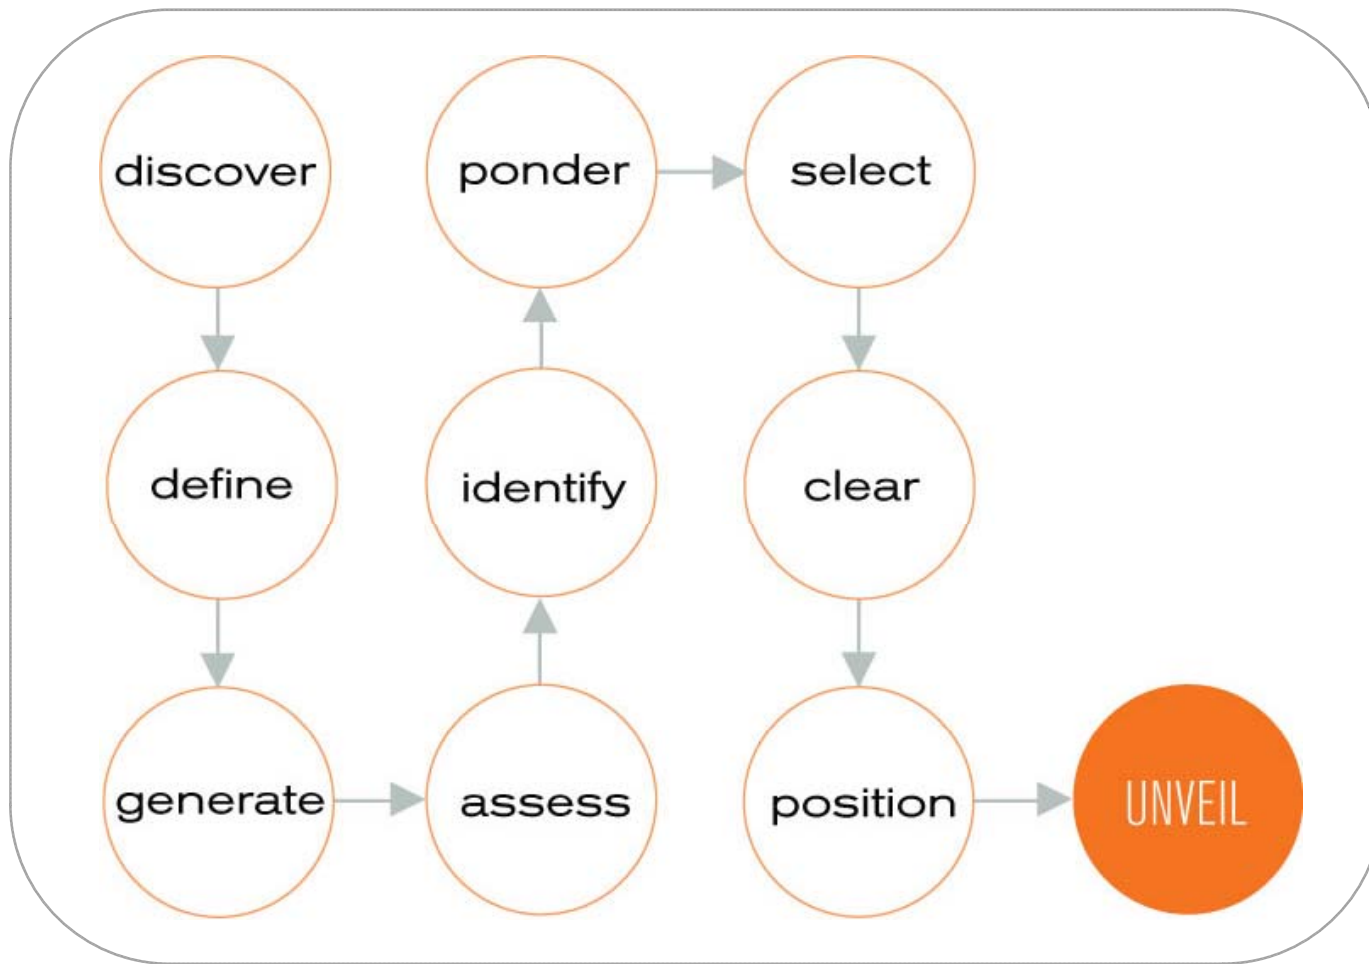 discover
define
generate
assess
identify
ponder
select
clear
position
UNVEIL